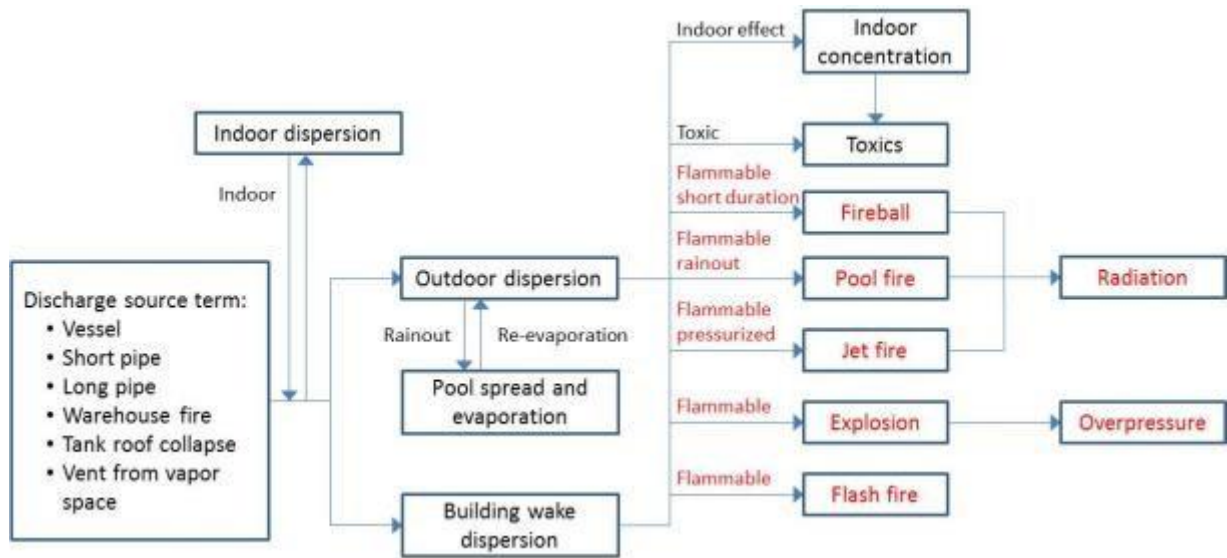 Indoor effect
Indoor
concentration
Indoor dispersion
Toxic
Toxics
Indoor
Flammable
short duration
Fireball
Flammable
rainout
Discharge source term:
• Vessel
• Short pipe
• Long pipe
• Warehouse fire
• Tank roof collapse
• Vent from vapor
space
Outdoor dispersion
Pool fire
Radiation
Rainout
Re-evaporation
Flammable
pressurized
Jet fire
Pool spread and
evaporation
Flammable
Explosion
Overpressure
Building wake
dispersion
Flammable
Flash fire